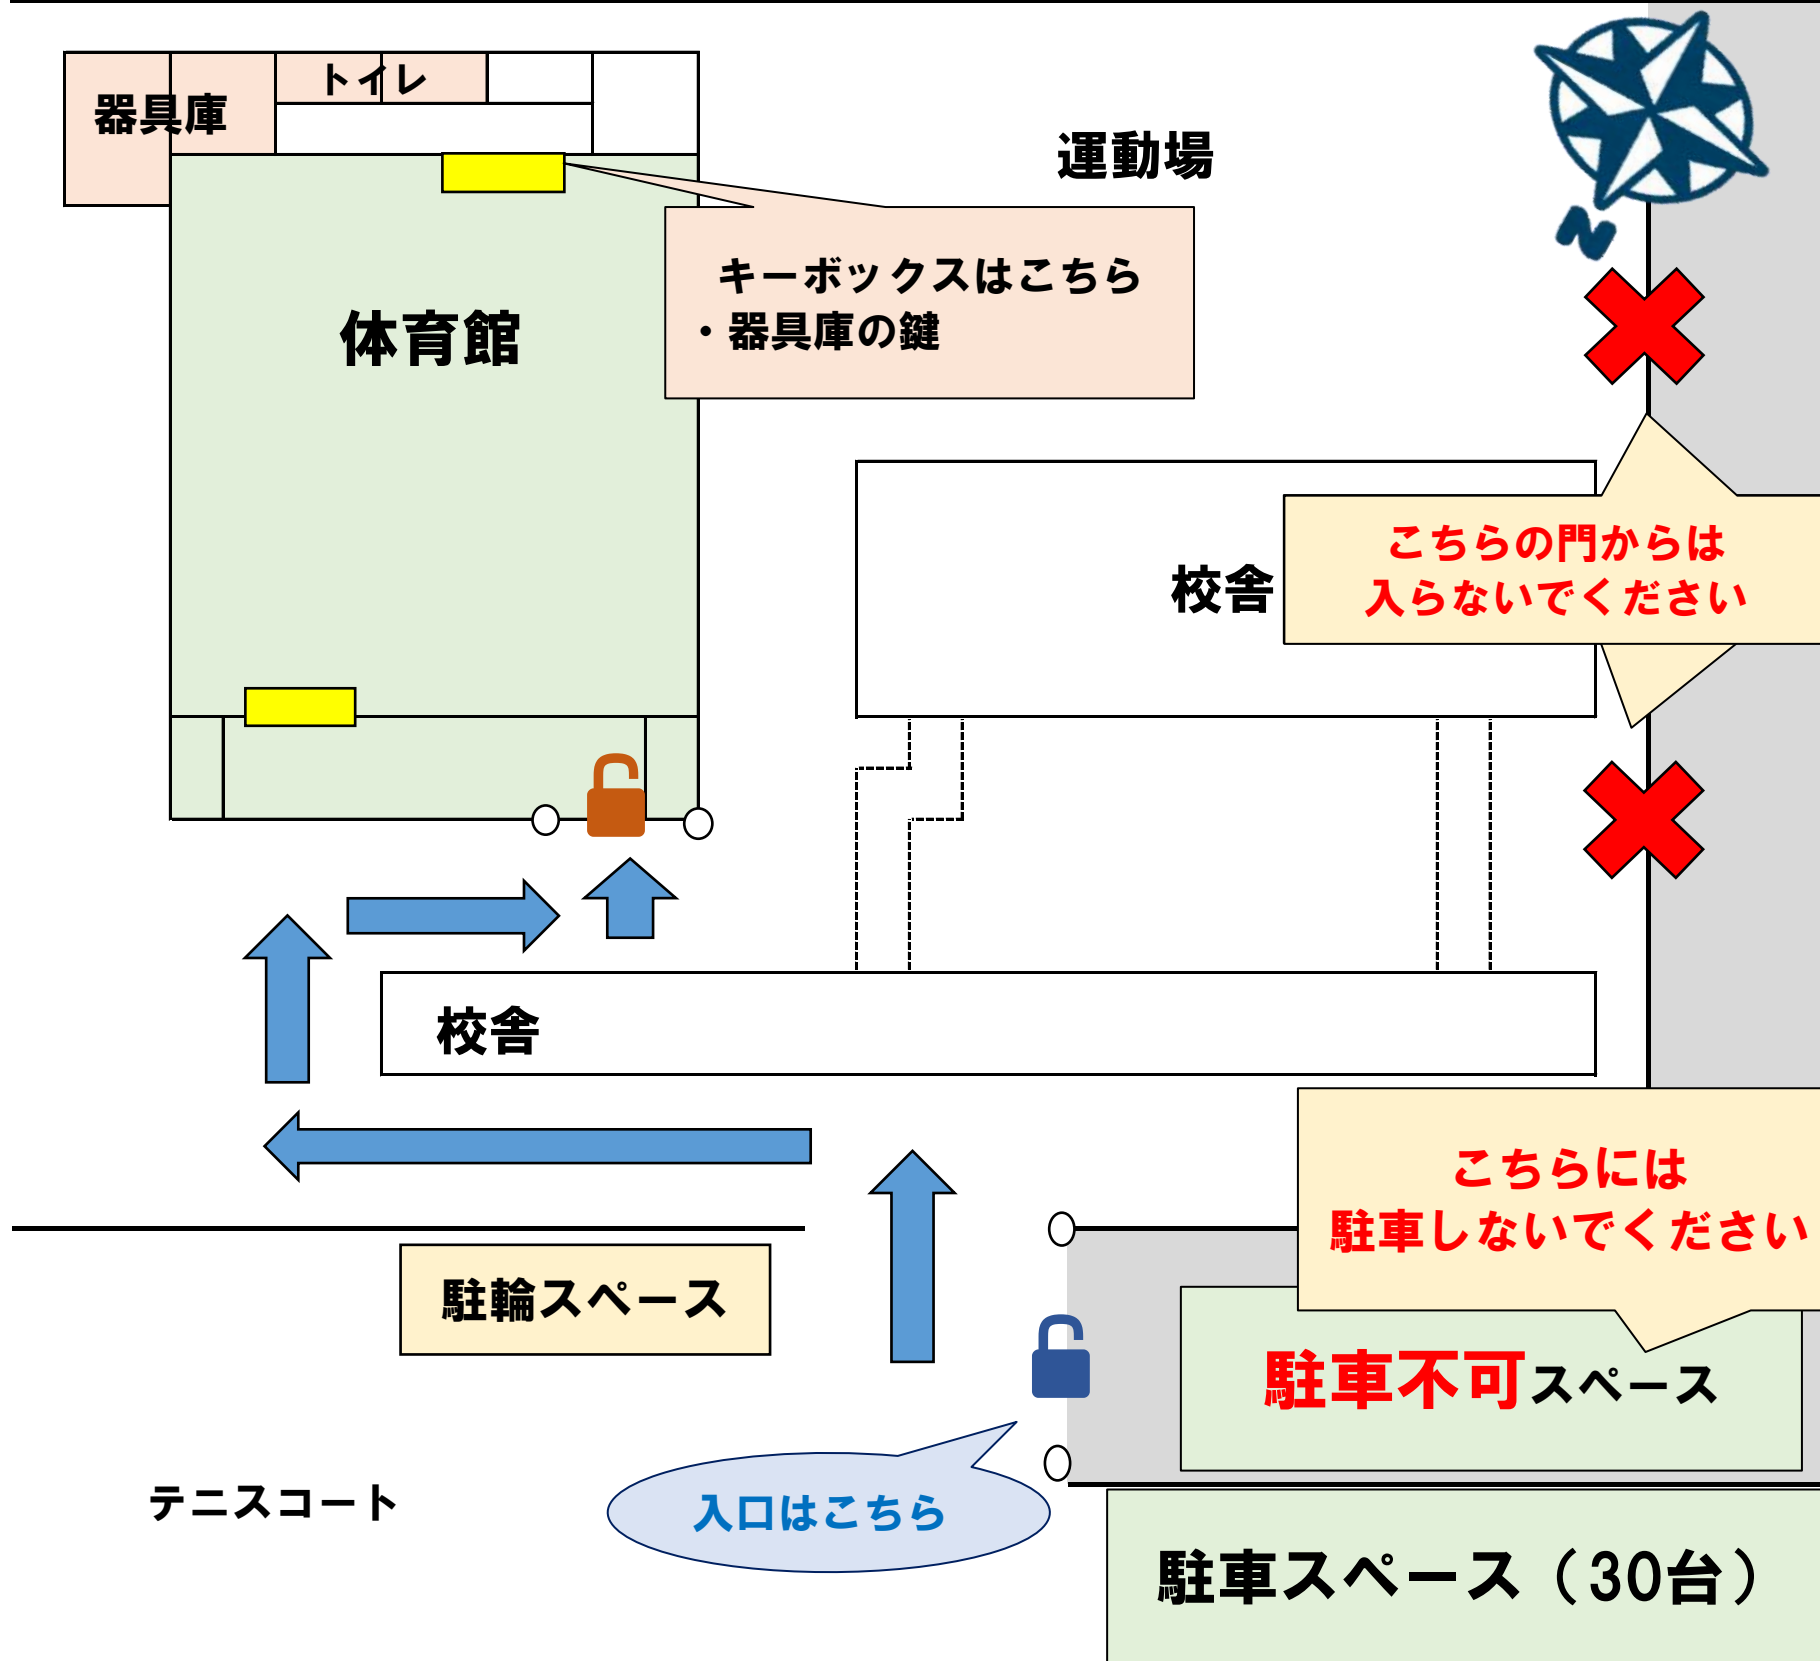 トイレ
器具庫
運動場
N
キーボックスはこちら
・器具庫の鍵
体育館
こちらの門からは
入らないでください
校舎
校舎
こちらには
駐車しないでください
駐輪スペース
駐車不可スペース
テニスコート
入口はこちら
駐車スペース（30台）